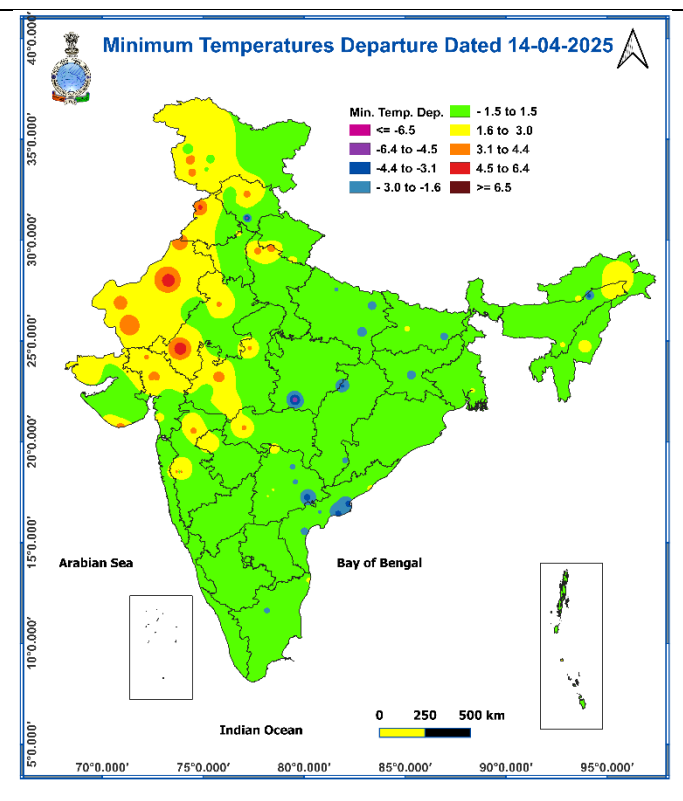 Minimum Temperatures Departure Dated 14-04-2025
Min. Temp. Dep.
<= -6.5
-6.4 to -4.5
-4.4 to -3.1
- 3.0 to -1.6
- 1.5 to 1.5
1.6 to 3.0
3.1 to 4.4
4.5 to 6.4
>= 6.5
40°0.000'
35°0.000'
30°0.000'
25°0.000'
20°0.000'
15°0.000'
10°0.000'
5°0.000'
Arabian Sea
Bay of Bengal
Indian Ocean
0 250 500 km
70°0.000' 75°0.000' 80°0.000' 85°0.000' 90°0.000' 95°0.000'